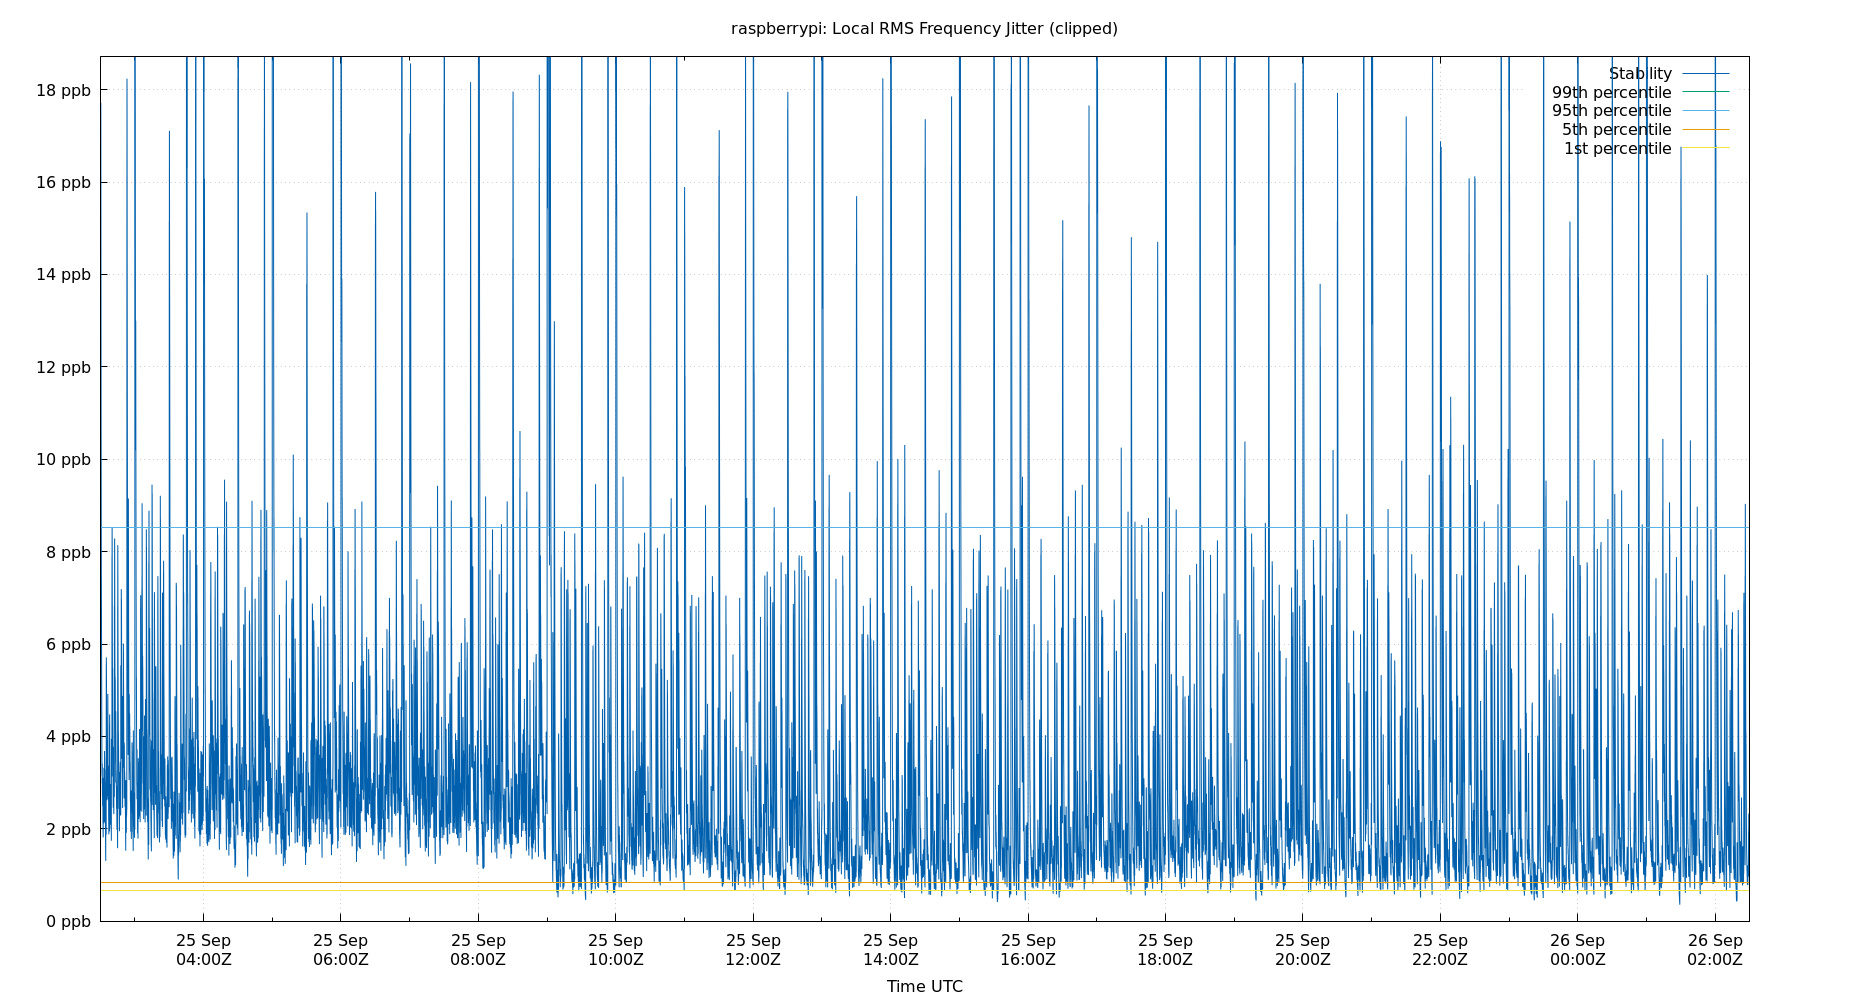 raspberrypi: Local RMS Frequency Jitter (clipped)
18 ppb
16 ppb
14 ppb
12 ppb
10 ppb
8 ppb
6 ppb
4 ppb
2 ppb
0 ppb
Stability
99th percentile
95th percentile
5th percentile
1st percentile
25 Sep 25 Sep 25 Sep 25 Sep 25 Sep 25 Sep 25 Sep 25 Sep 25 Sep 25 Sep 26 Sep 26 Sep
04:00Z 06:00Z 08:00Z 10:00Z 12:00Z 14:00Z 16:00Z 18:00Z 20:00Z 22:00Z 00:00Z 02:00Z
Time UTC